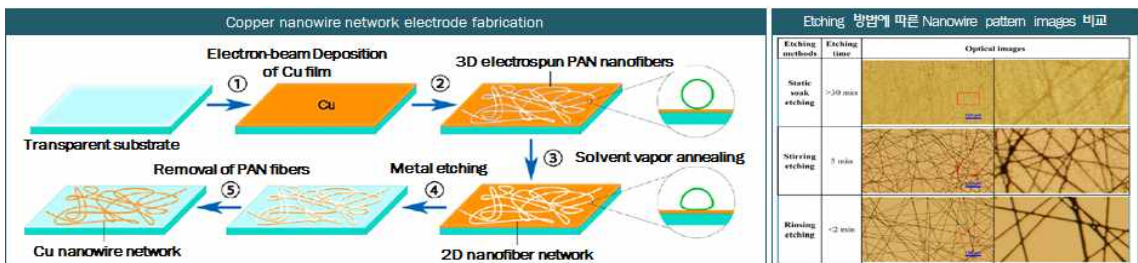 Copper nanowire network electrode fabrication
Electron-beam Deposition
of Cu film
①
②
3D electrospun PAN nanofibers
Cu
Transparent substrate
③ Solvent vapor annealing
Removal of PAN fibers
Metal etching
⑤
④
Cu nanowire network
2D nanofiber network
Etching 방법에 따른 Nanowire pattern images 비교
Etching methods
Etching time
Optical images
Static soak etching
>30 min
Stirring etching
5 min
Rinsing etching
<2 min